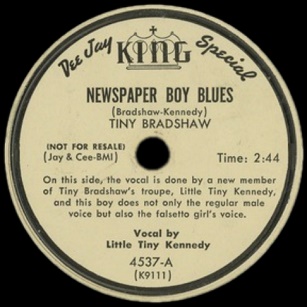 Dee Jay KING Special
NEWSPAPER BOY BLUES
(Bradshaw-Kennedy)
TINY BRADSHAW
(NOT FOR RESALE)
(Jay & Cee-BMI) Time: 2:44
On this side, the vocal is done by a new member
of Tiny Bradshaw's troupe, Little Tiny Kennedy,
and this boy does not only the regular male
voice but also the falsetto girl's voice.
Vocal by
Little Tiny Kennedy
4537-A
(K9111)